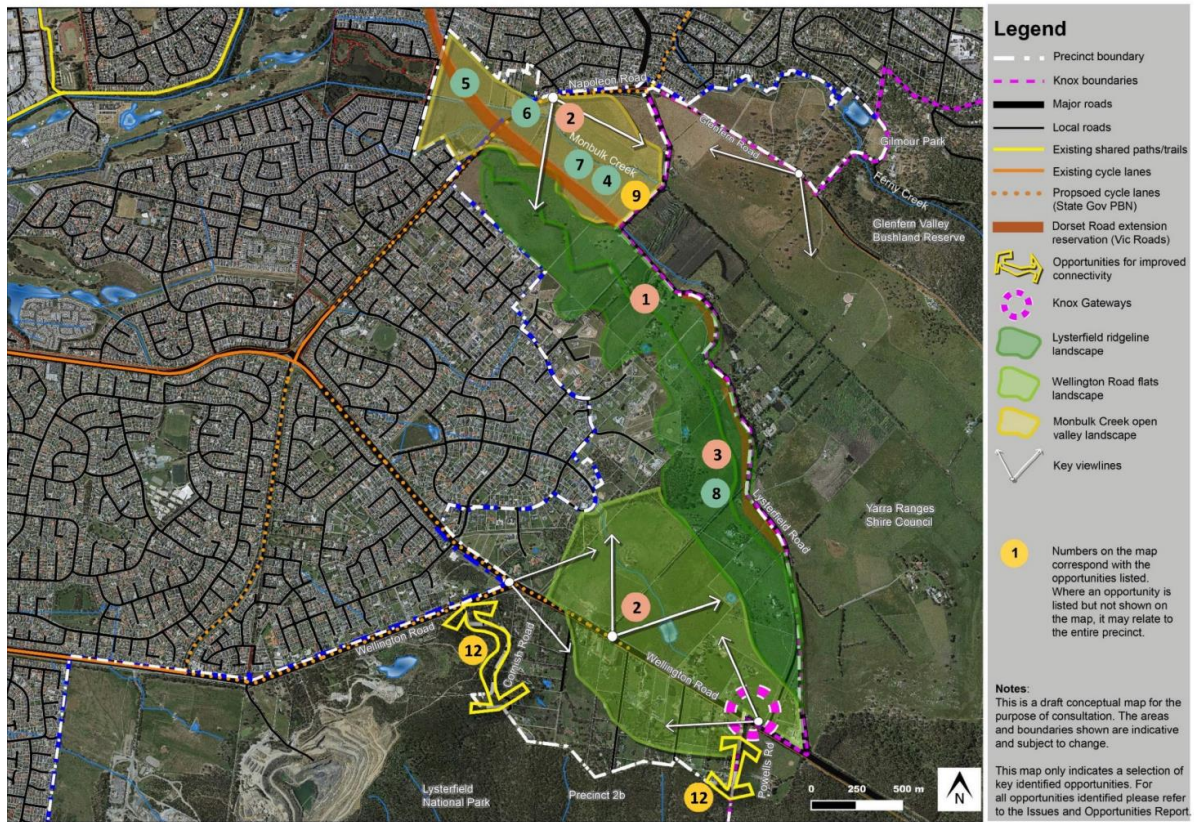 5
6
Napoleon Road
2
Monbulk Creek
7
4
9
Glenfern Road
Gilmour Park
Ferny Creek
Glenfern Valley
Bushland Reserve
1
3
8
Lysterfield Road
Yarra Ranges
Shire Council
2
Wellington Road
12
Cornish Road
Wellington Road
Powells Rd
12
Lysterfield
National Park
Precinct 2b
0 250 500 m
N
Legend
Precinct boundary
Knox boundaries
Major roads
Local roads
Existing shared paths/trails
Existing cycle lanes
Propsoed cycle lanes
(State Gov PBN)
Dorset Road extension
reservation (Vic Roads)
Opportunities for improved
connectivity
Knox Gateways
Lysterfield ridgeline
landscape
Wellington Road flats
landscape
Monbulk Creek open
valley landscape
Key viewlines
1
Numbers on the map
correspond with the
opportunities listed.
Where an opportunity is
listed but not shown on
the map, it may relate to
the entire precinct.
Notes:
This is a draft conceptual map for the
purpose of consultation. The areas
and boundaries shown are indicative
and subject to change.
This map only indicates a selection of
key identified opportunities. For
all opportunities identified please refer
to the Issues and Opportunities Report.